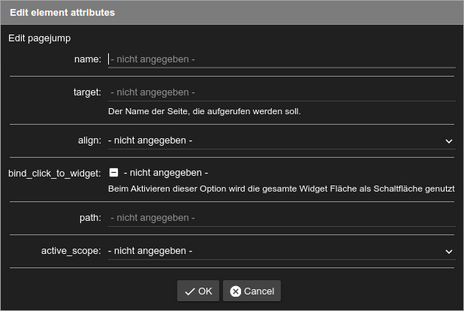 Edit element attributes
Edit pagejump
name: - nicht angegeben -
target: - nicht angegeben -
Der Name der Seite, die aufgerufen werden soll.
align: - nicht angegeben -
bind_click_to_widget: - nicht angegeben -
Beim Aktivieren dieser Option wird die gesamte Widget Fläche als Schaltfläche genutzt
path: - nicht angegeben -
active_scope: - nicht angegeben -
OK Cancel